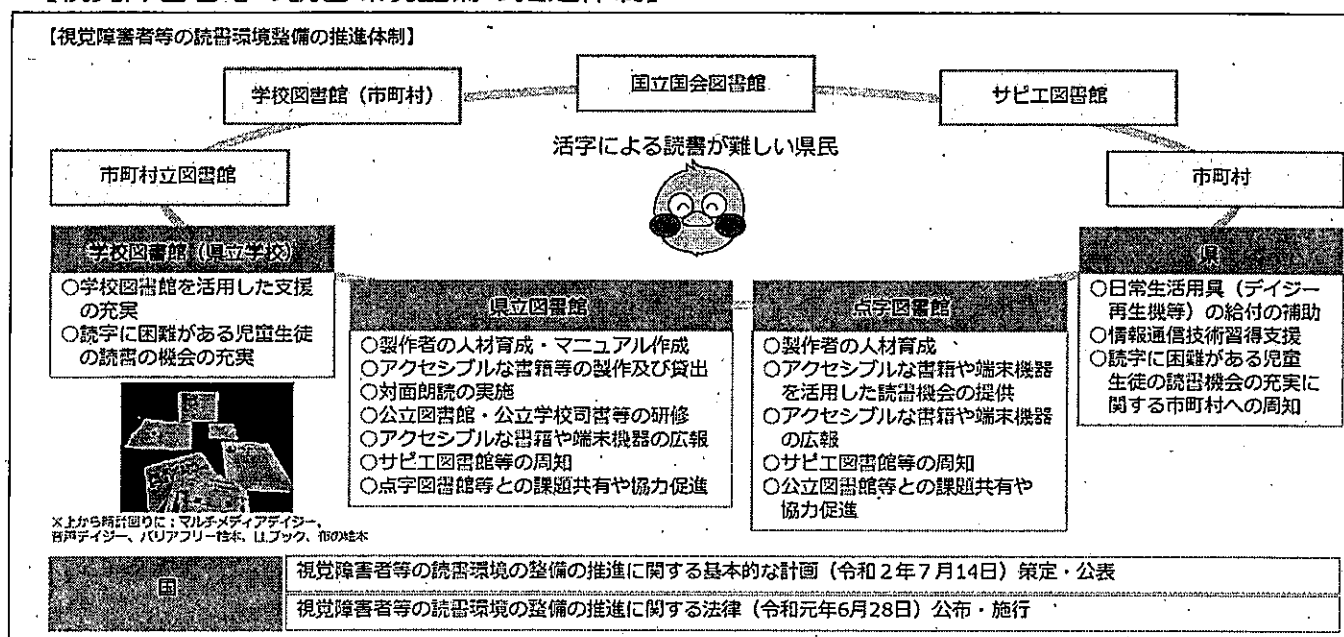 【視覚障害者等の読書環境整備の推進体制】
国立国会図書館
学校図書館（市町村）
サピエ図書館
活字による読書が難しい県民
市町村立図書館
市町村
学校図書館（県立学校）
○学校図書館を活用した支援
の充実
○読字に困難がある児童生徒
の読書の機会の充実
県立図書館
○製作者の人材育成・マニュアル作成
○アクセシブルな書籍等の製作及び貸出
○対面朗読の実施
○公立図書館・公立学校司書等の研修
○アクセシブルな書籍や端末機器の広報
○サピエ図書館等の周知
○点字図書館等との課題共有や協力促進
点字図書館
○製作者の人材育成
○アクセシブルな書籍や端末機器
を活用した読書機会の提供
○アクセシブルな書籍や端末機器
の広報
○サピエ図書館等の周知
○公立図書館等との課題共有や
協力促進
県
○日常生活用具（デイジー
再生機等）の給付の補助
○情報通信技術習得支援
○読字に困難がある児童
生徒の読書機会の充実に
関する市町村への周知
※上から時計回りに：マルチメディアデイジー、
音声デイジー、バリアフリー絵本、LLブック、布の絵本
国
視覚障害者等の読書環境の整備の推進に関する基本的な計画（令和2年7月14日）策定・公表
視覚障害者等の読書環境の整備の推進に関する法律（令和元年6月28日）公布・施行